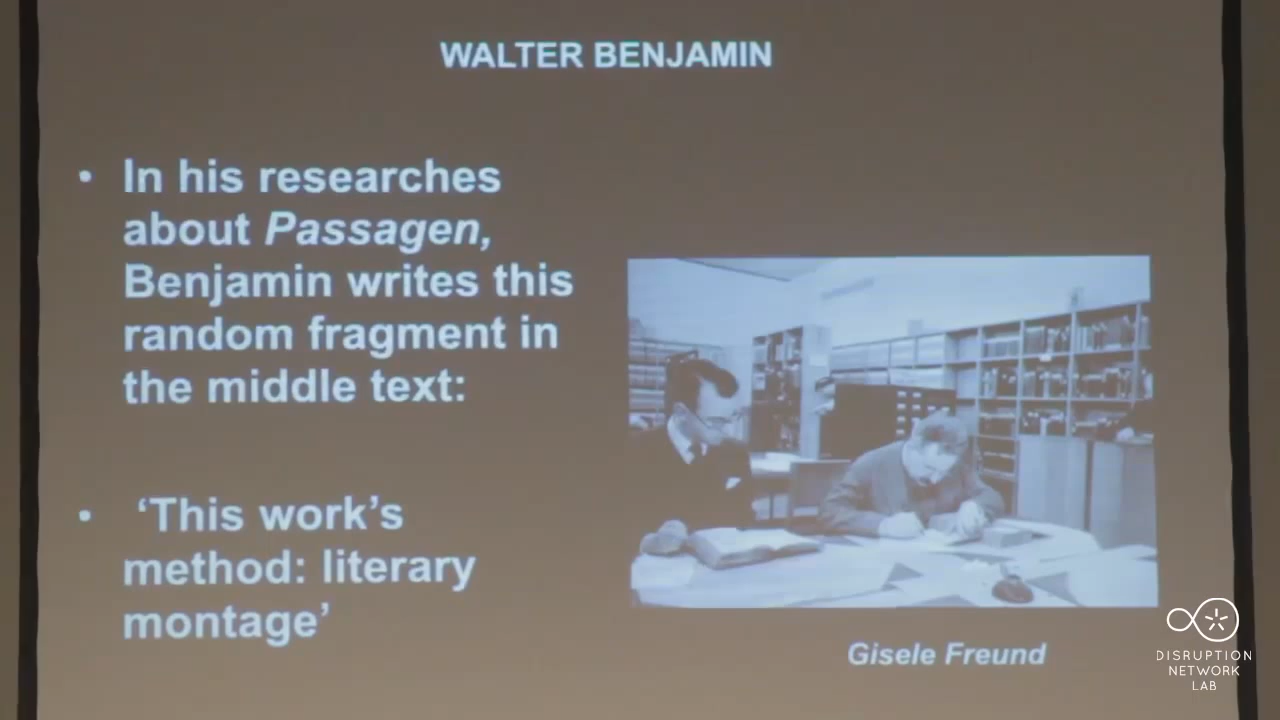 WALTER BENJAMIN
• In his researches
about Passagen,
Benjamin writes this
random fragment in
the middle text:
• ‘This work’s
method: literary
montage’
Gisele Freund
DISRUPTION
NETWORK
LAB